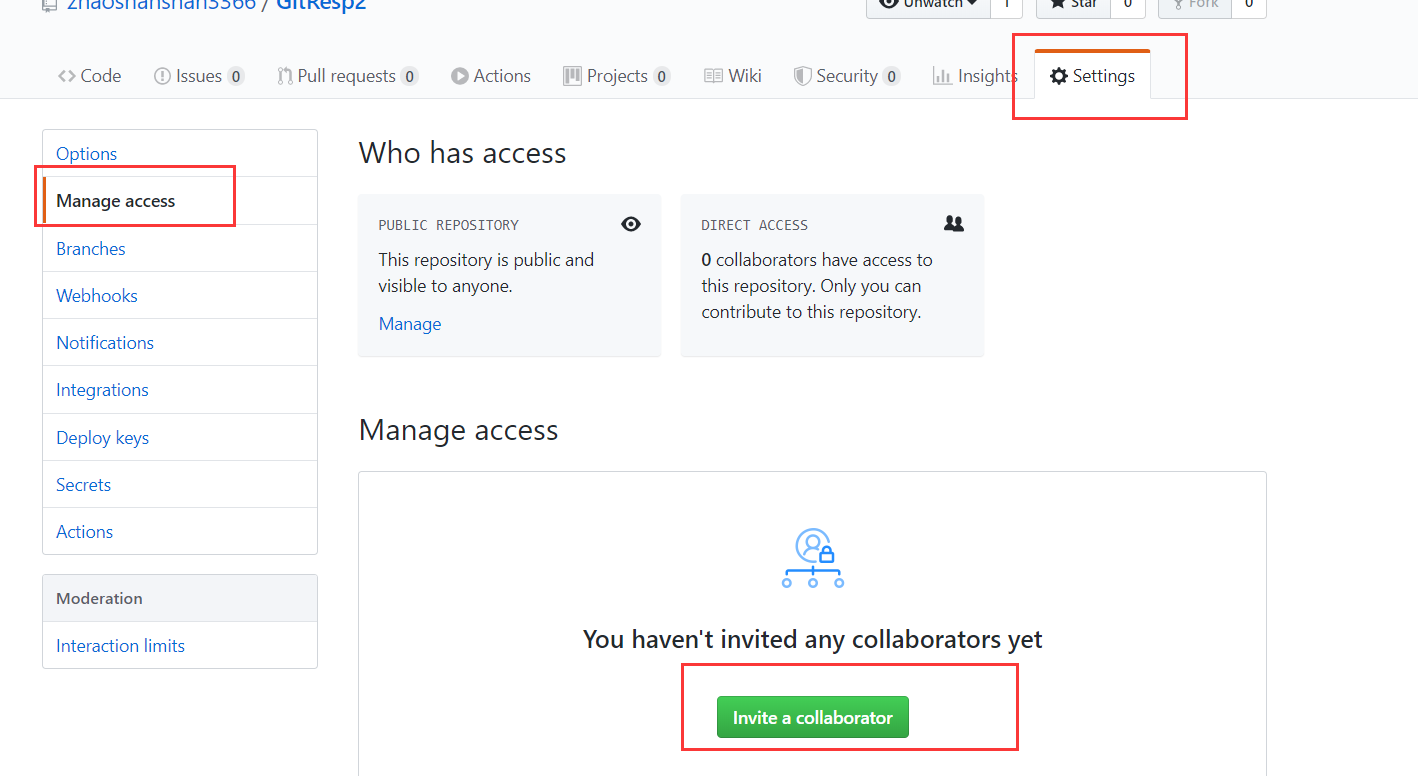 zhaoshanshan3366 / GitResp2
Unwatch 1 Star 0 Fork 0
Code Issues 0 Pull requests 0 Actions Projects 0 Wiki Security 0 Insights Settings
Options
Manage access
Branches
Webhooks
Notifications
Integrations
Deploy keys
Secrets
Actions
Moderation
Interaction limits
Who has access
PUBLIC REPOSITORY
This repository is public and
visible to anyone.
Manage
DIRECT ACCESS
0 collaborators have access to
this repository. Only you can
contribute to this repository.
Manage access
You haven't invited any collaborators yet
Invite a collaborator